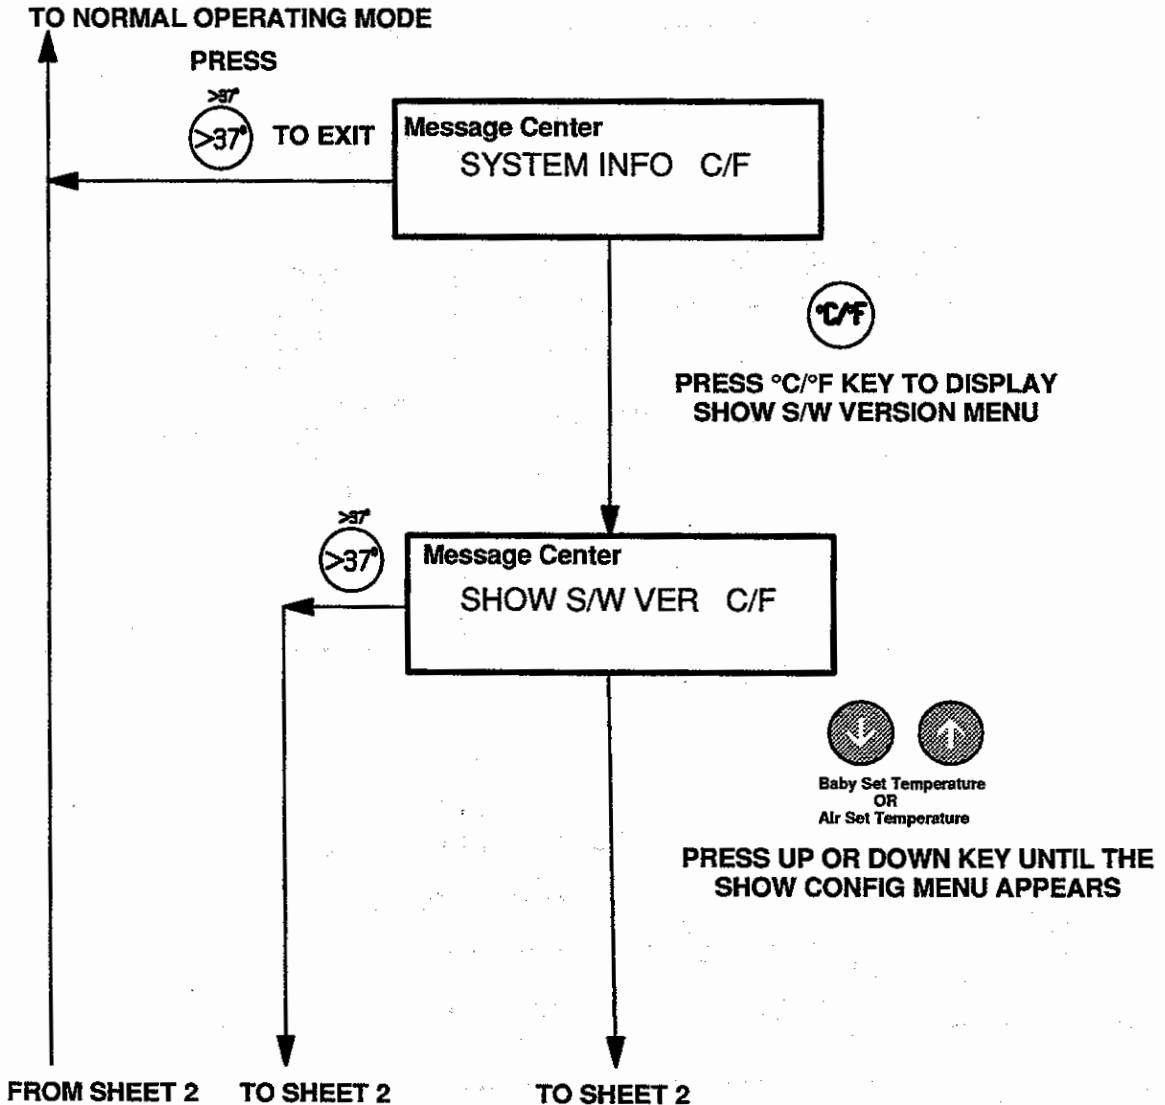 TO NORMAL OPERATING MODE
PRESS
>37°
>37° TO EXIT
Message Center
SYSTEM INFO C/F
°C/°F
PRESS °C/°F KEY TO DISPLAY
SHOW S/W VERSION MENU
>37°
>37°
Message Center
SHOW S/W VER C/F
Baby Set Temperature
OR
Air Set Temperature
PRESS UP OR DOWN KEY UNTIL THE
SHOW CONFIG MENU APPEARS
FROM SHEET 2 TO SHEET 2 TO SHEET 2